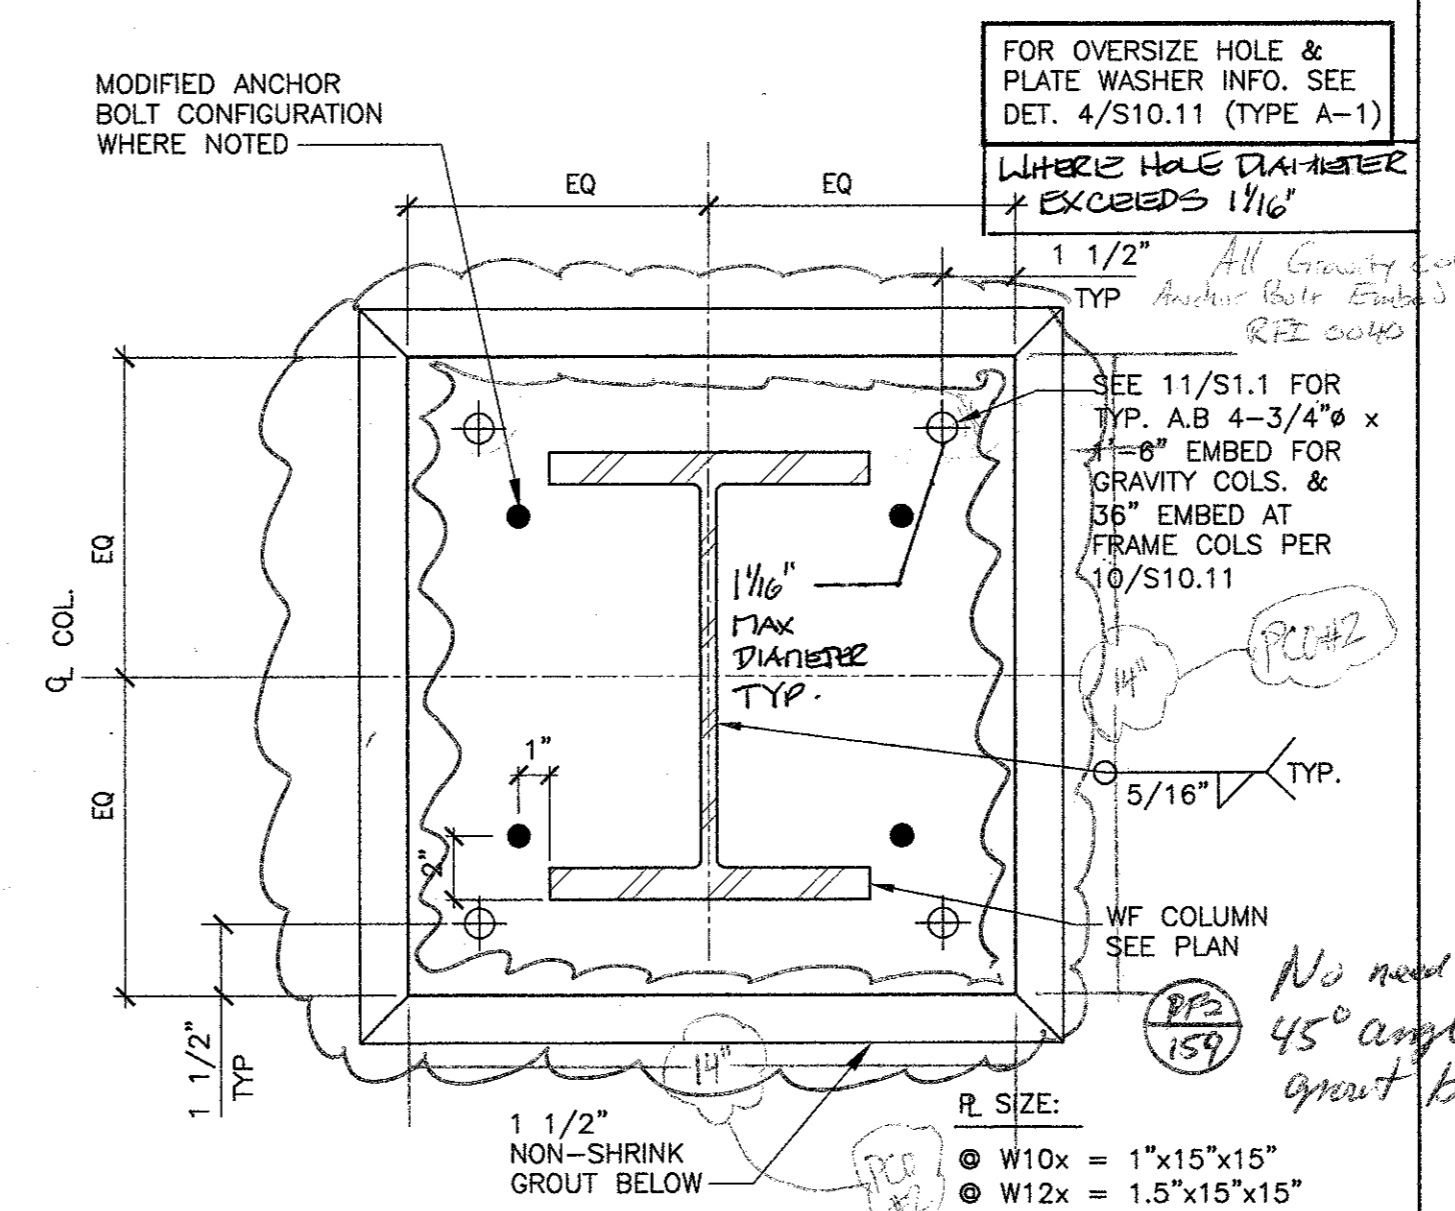 FOR OVERSIZE HOLE &
PLATE WASHER INFO. SEE
DET. 4/S10.11 (TYPE A-1)
WHERE HOLE DIAMETER
EXCEEDS 1 1/16"
MODIFIED ANCHOR
BOLT CONFIGURATION
WHERE NOTED
EQ
EQ
1 1/2"
TYP
All Gravity
Anchor Bolt Embed
RFI 0040
SEE 11/S1.1 FOR
TYP. A.B 4-3/4"ø x
1'-6" EMBED FOR
GRAVITY COLS. &
36" EMBED AT
FRAME COLS PER
10/S10.11
EQ
℄ COL.
EQ
1 1/16"
MAX
DIAMETER
TYP.
14"
PCO#2
1"
2"
5/16"
TYP.
WF COLUMN
SEE PLAN
1 1/2"
TYP
14"
PCO
#2
1 1/2"
NON-SHRINK
GROUT BELOW
159
No need
45°
grout
PL SIZE:
@ W10x = 1"x15"x15"
@ W12x = 1.5"x15"x15"